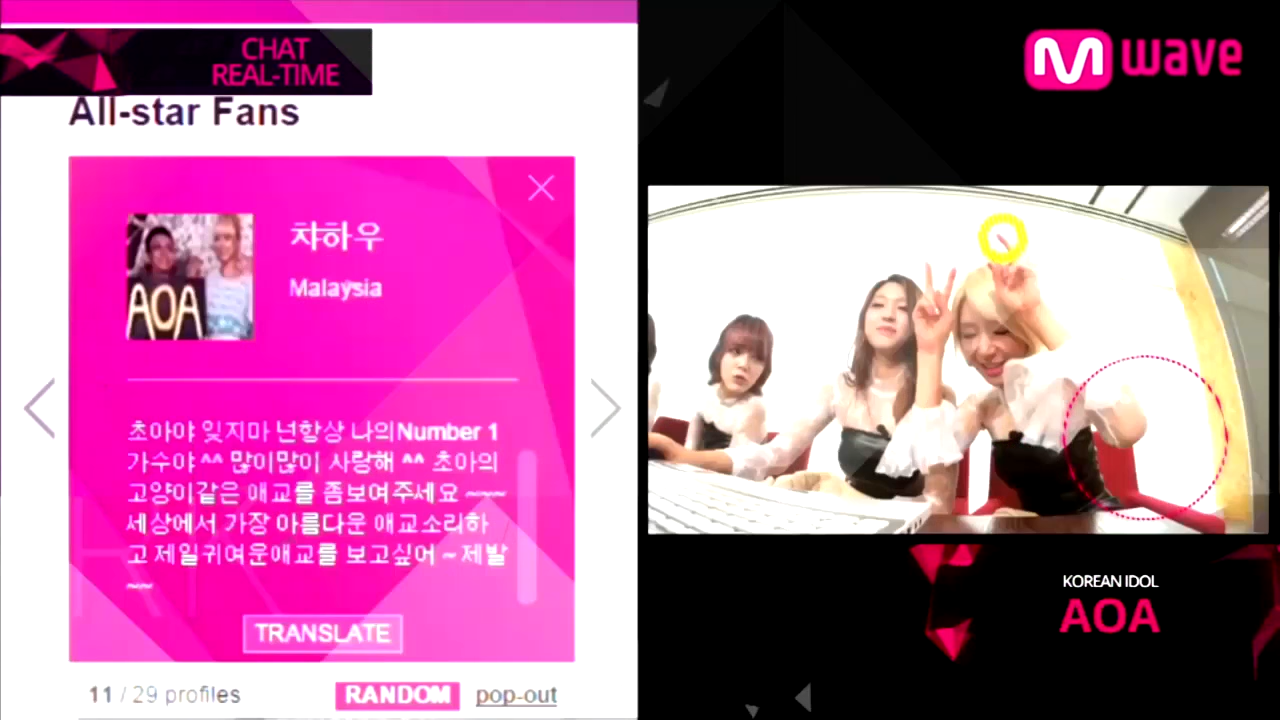 CHAT
REAL-TIME
M wave
All-star Fans
챠하우
Malaysia
AOA
초아야 잊지마 넌항상 나의Number 1
가수야 ^^ 많이많이 사랑해 ^^ 초아의
고양이같은 애교를 좀보여주세요 ~~~~
세상에서 가장 아름다운 애교소리하
고 제일귀여운애교를 보고싶어 ~ 제발
~~~
TRANSLATE
11 / 29 profiles
RANDOM
pop-out
KOREAN IDOL
AOA